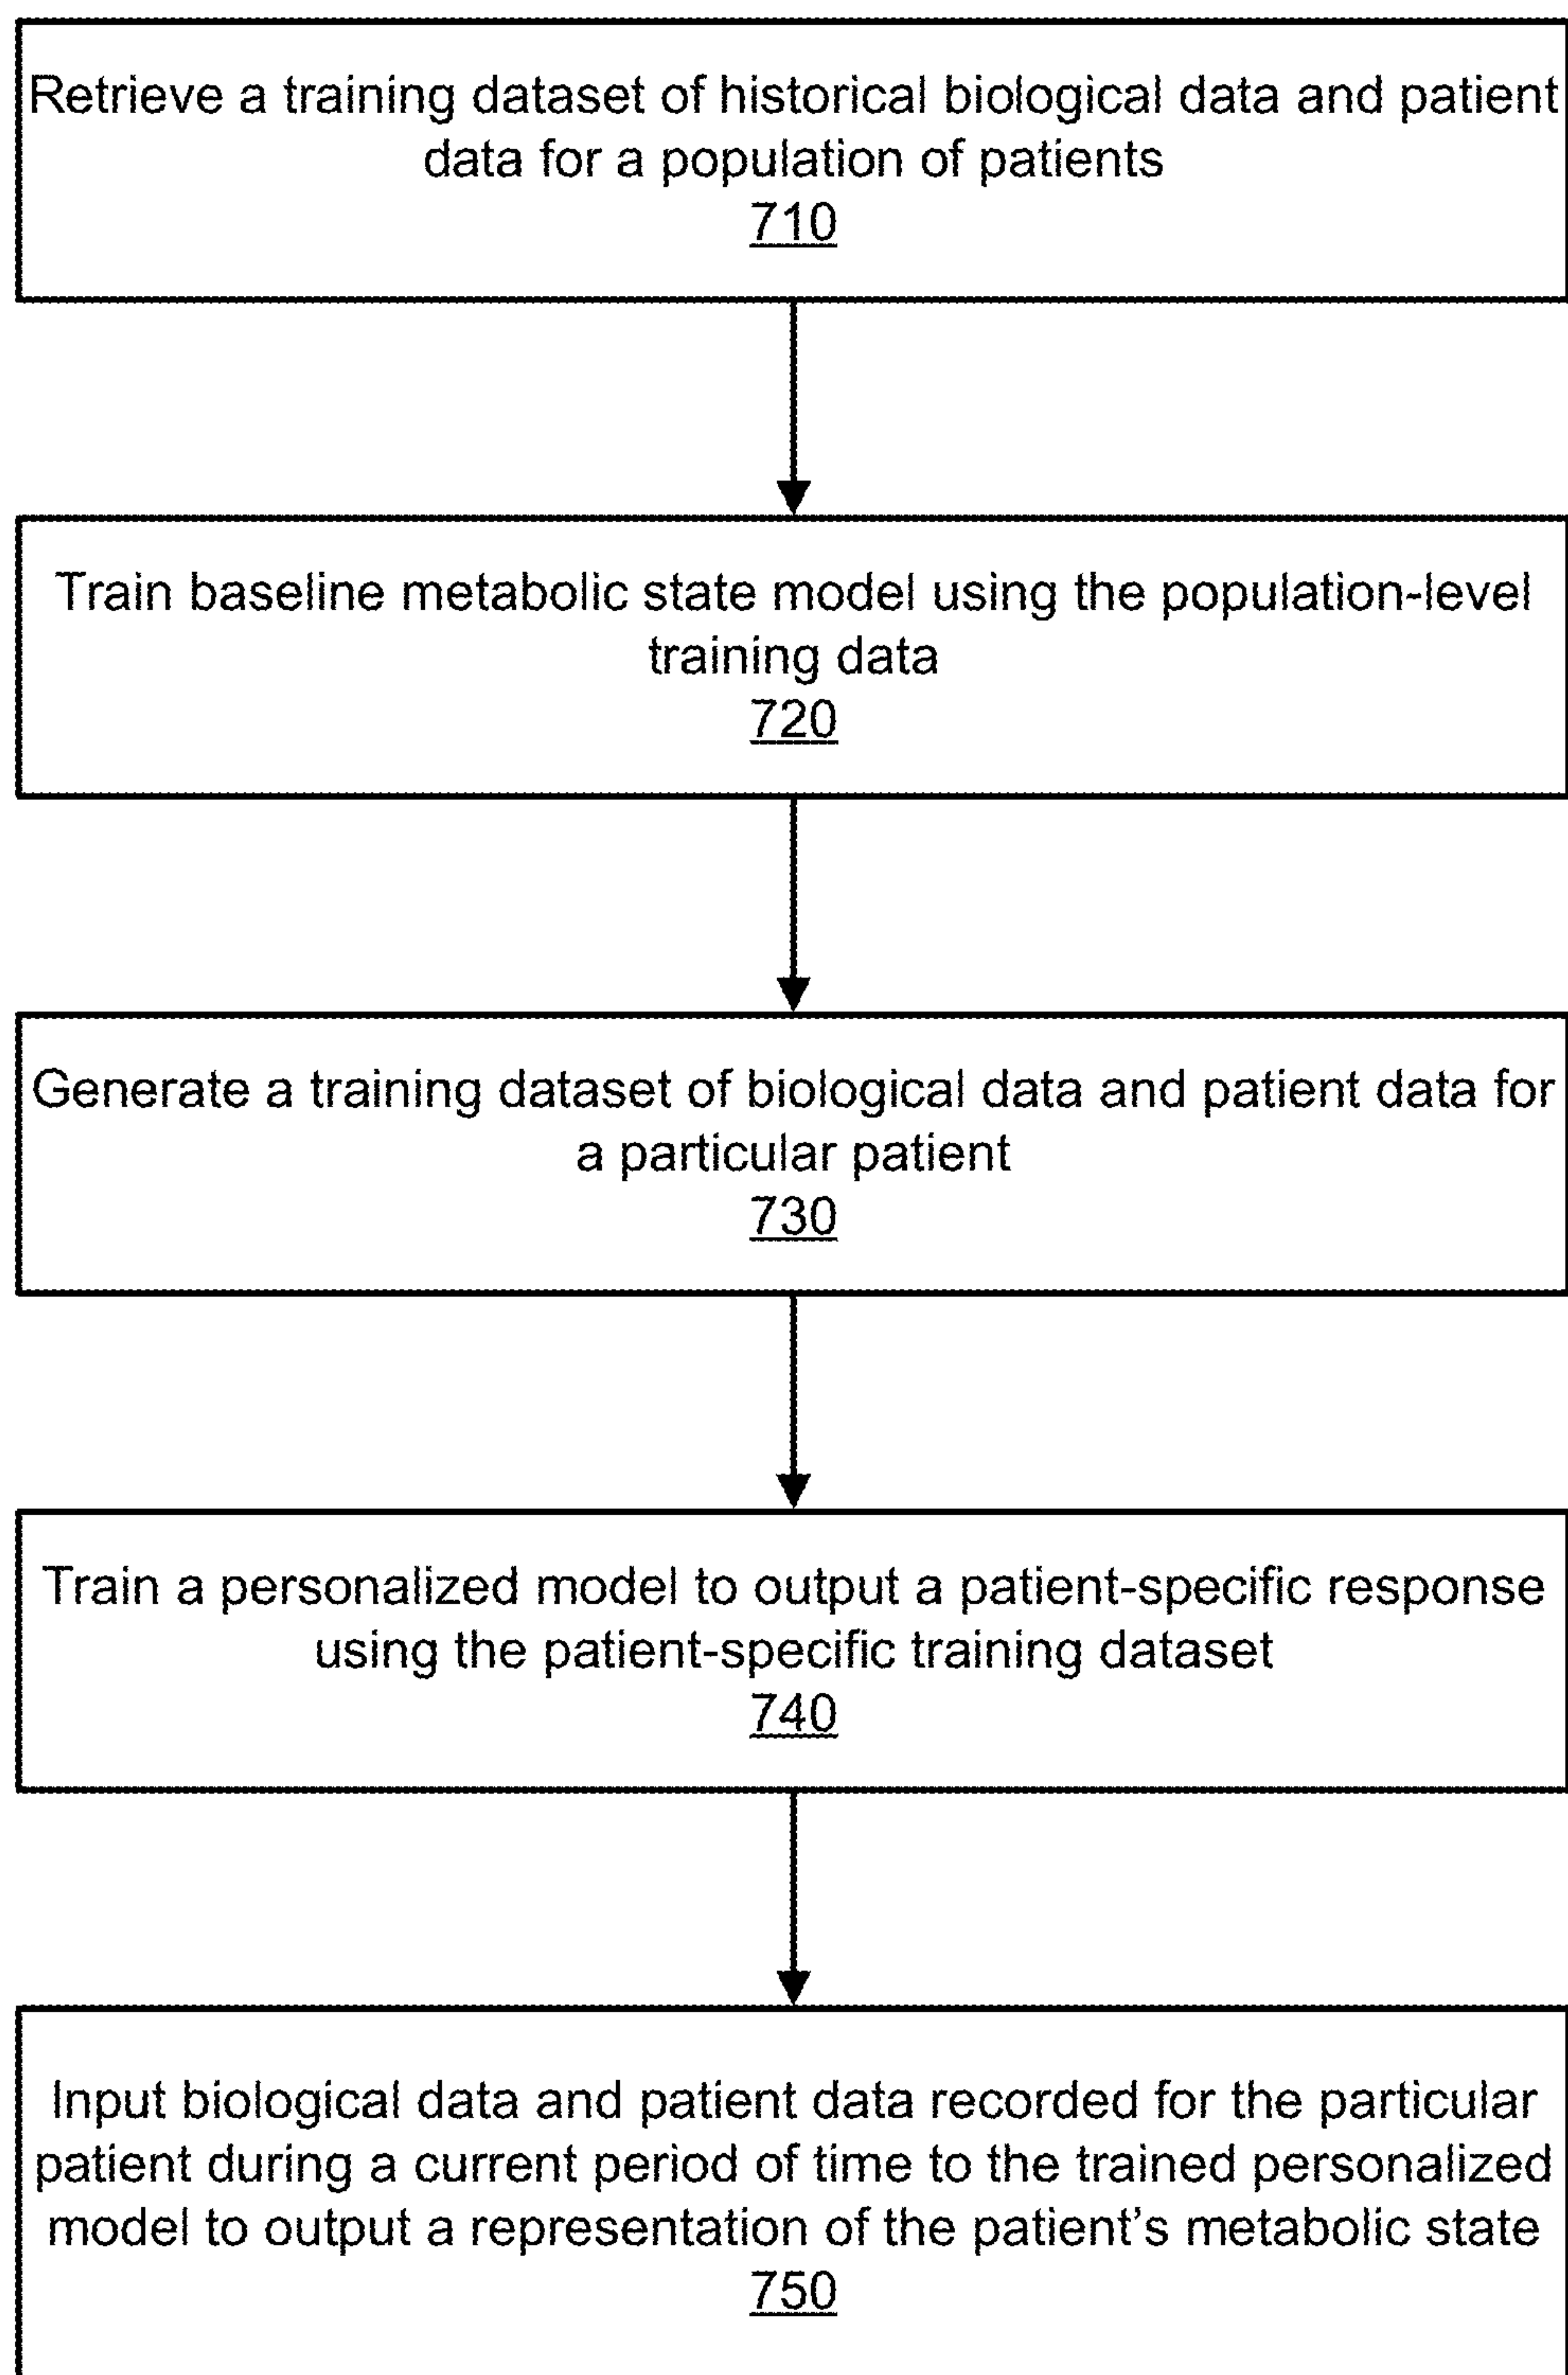 Retrieve a training dataset of historical biological data and patient
data for a population of patients
710
Train baseline metabolic state model using the population-level
training data
720
Generate a training dataset of biological data and patient data for
a particular patient
730
Train a personalized model to output a patient-specific response
using the patient-specific training dataset
740
Input biological data and patient data recorded for the particular
patient during a current period of time to the trained personalized
model to output a representation of the patient’s metabolic state
750